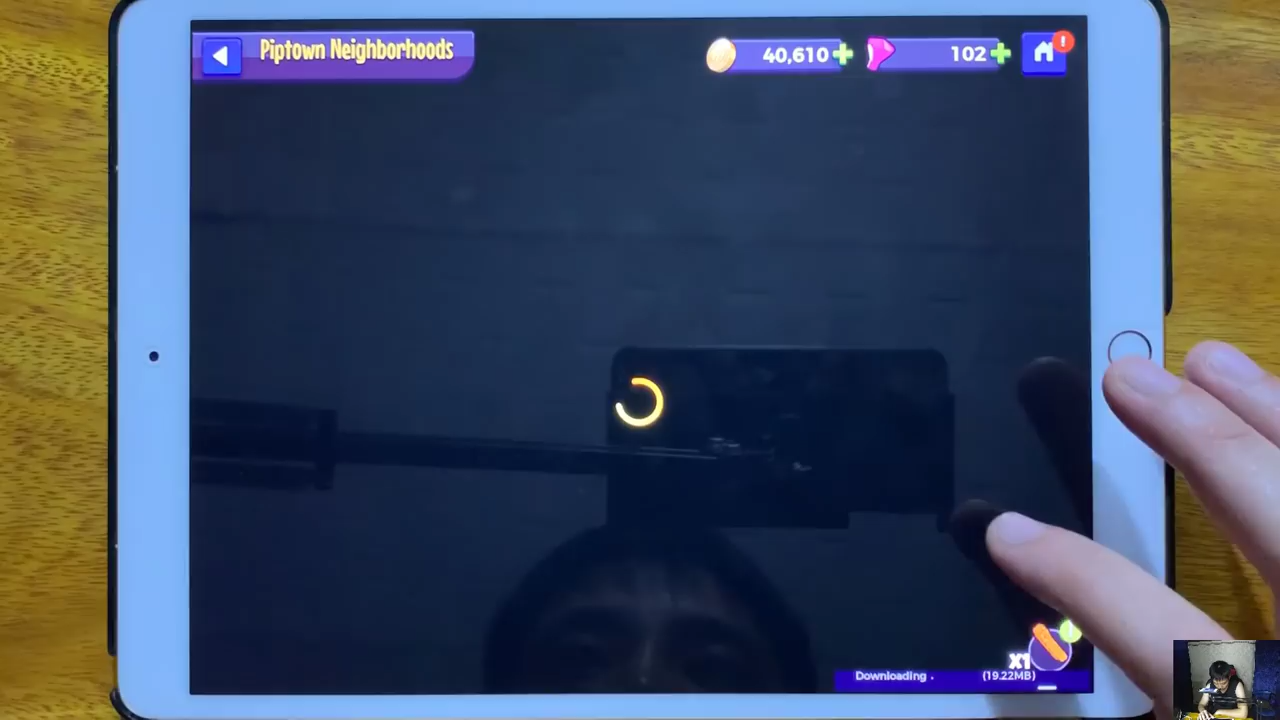 Piptown Neighborhoods
40,610
102
!
X1
Downloading . (19.22MB)